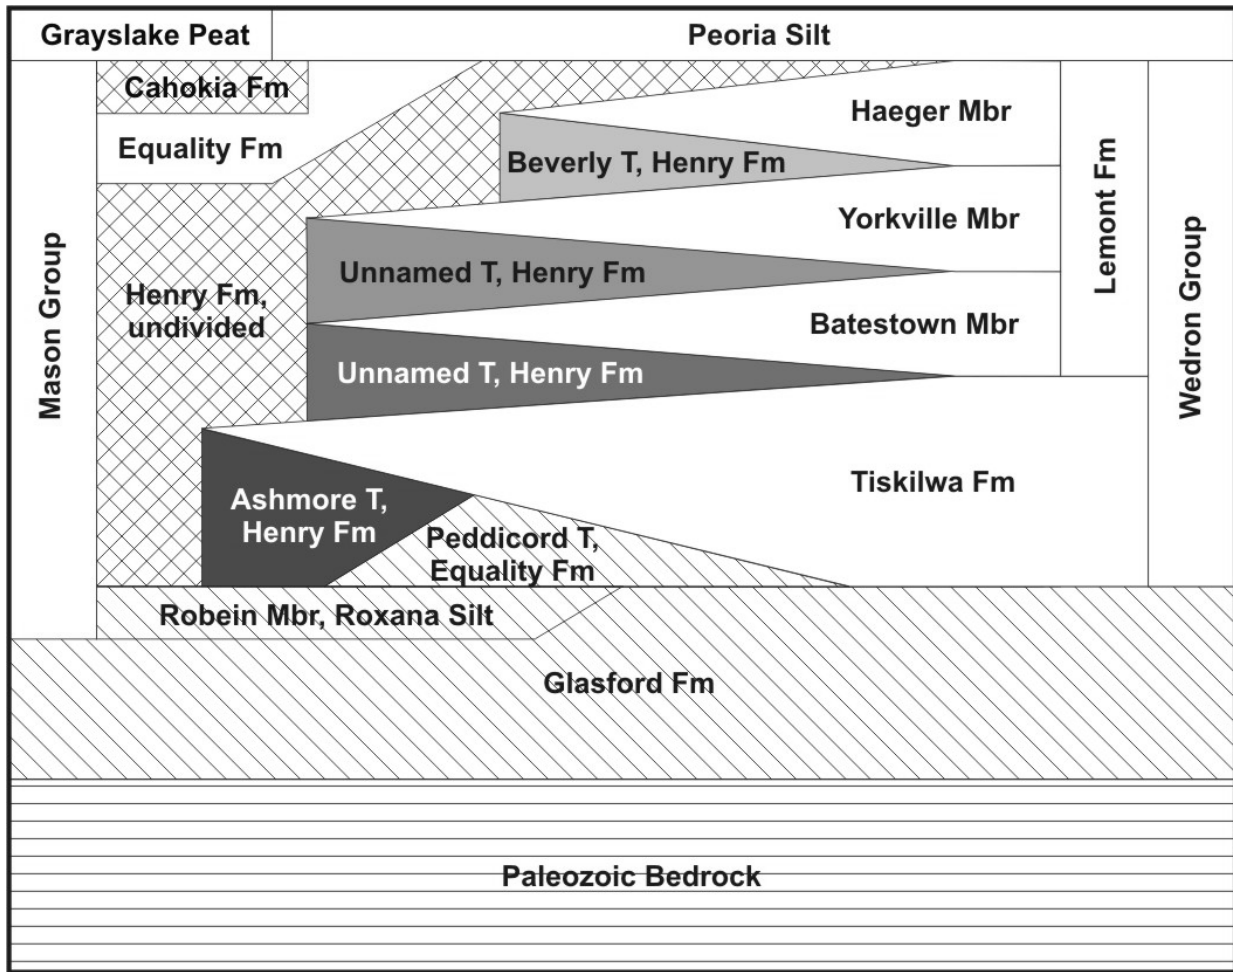 Grayslake Peat
Peoria Silt
Cahokia Fm
Equality Fm
Haeger Mbr
Beverly T, Henry Fm
Yorkville Mbr
Unnamed T, Henry Fm
Henry Fm,
undivided
Batestown Mbr
Unnamed T, Henry Fm
Lemont Fm
Mason Group
Wedron Group
Tiskilwa Fm
Ashmore T,
Henry Fm
Peddicord T,
Equality Fm
Robein Mbr, Roxana Silt
Glasford Fm
Paleozoic Bedrock